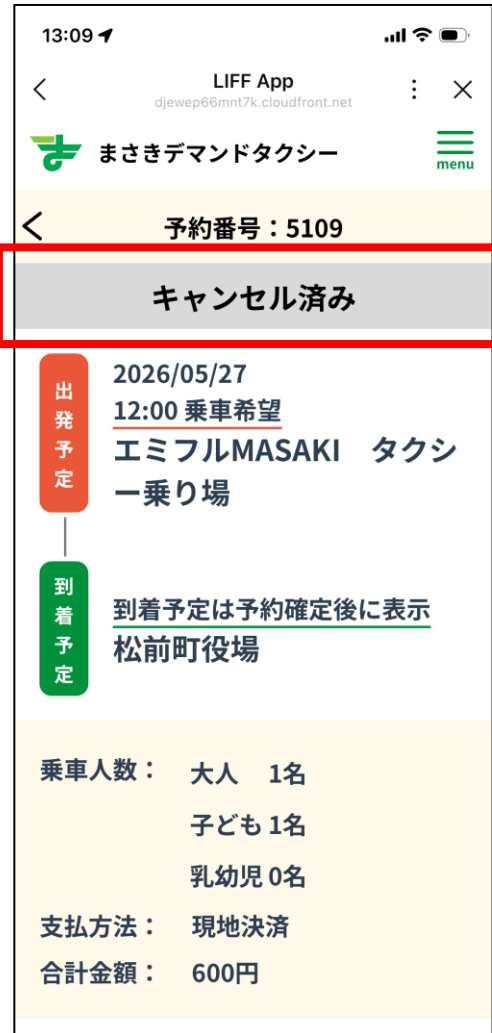 13:09
LIFF App
djewep66mnt7k.cloudfront.net
まさきデマンドタクシー
menu
予約番号：5109
キャンセル済み
出発予定
2026/05/27
12:00 乗車希望
エミフルMASAKI　タクシ
ー乗り場
到着予定
到着予定は予約確定後に表示
松前町役場
乗車人数：　大人　1名
子ども 1名
乳幼児 0名
支払方法：　現地決済
合計金額：　600円